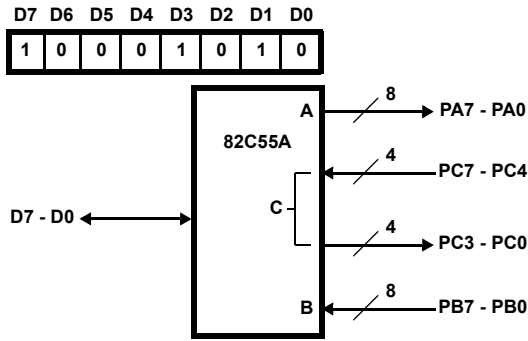 D7 D6 D5 D4 D3 D2 D1 D0
1 0 0 0 1 0 1 0
A
8
PA7 - PA0
82C55A
4
PC7 - PC4
C
D7 - D0
4
PC3 - PC0
B
8
PB7 - PB0